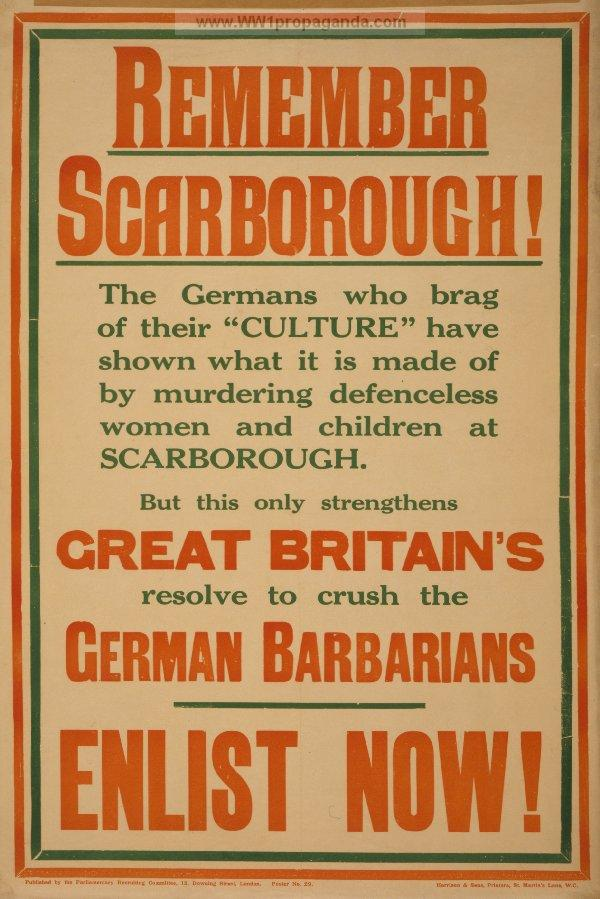 www.WW1propaganda.com
REMEMBER
SCARBOROUGH!
The Germans who brag
of their “CULTURE” have
shown what it is made of
by murdering defenceless
women and children at
SCARBOROUGH.
But this only strengthens
GREAT BRITAIN'S
resolve to crush the
GERMAN BARBARIANS
ENLIST NOW!
Published by the Parliamentary Recruiting Committee, 12, Downing Street, London. Poster No. 29.
Harrison & Sons, Printers, St. Martin's Lane, W.C.